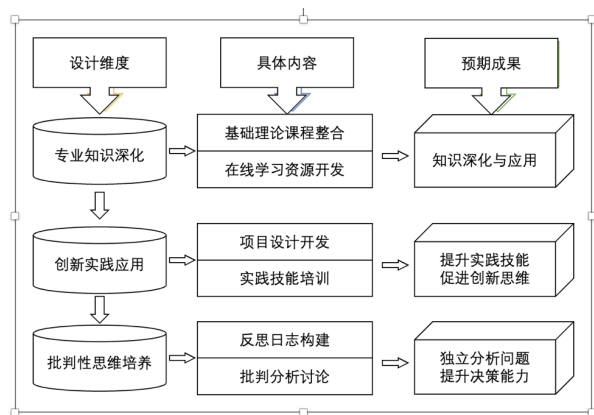 设计维度
具体内容
预期成果
专业知识深化
基础理论课程整合
在线学习资源开发
知识深化与应用
创新实践应用
项目设计开发
实践技能培训
提升实践技能
促进创新思维
批判性思维培养
反思日志构建
批判分析讨论
独立分析问题
提升决策能力